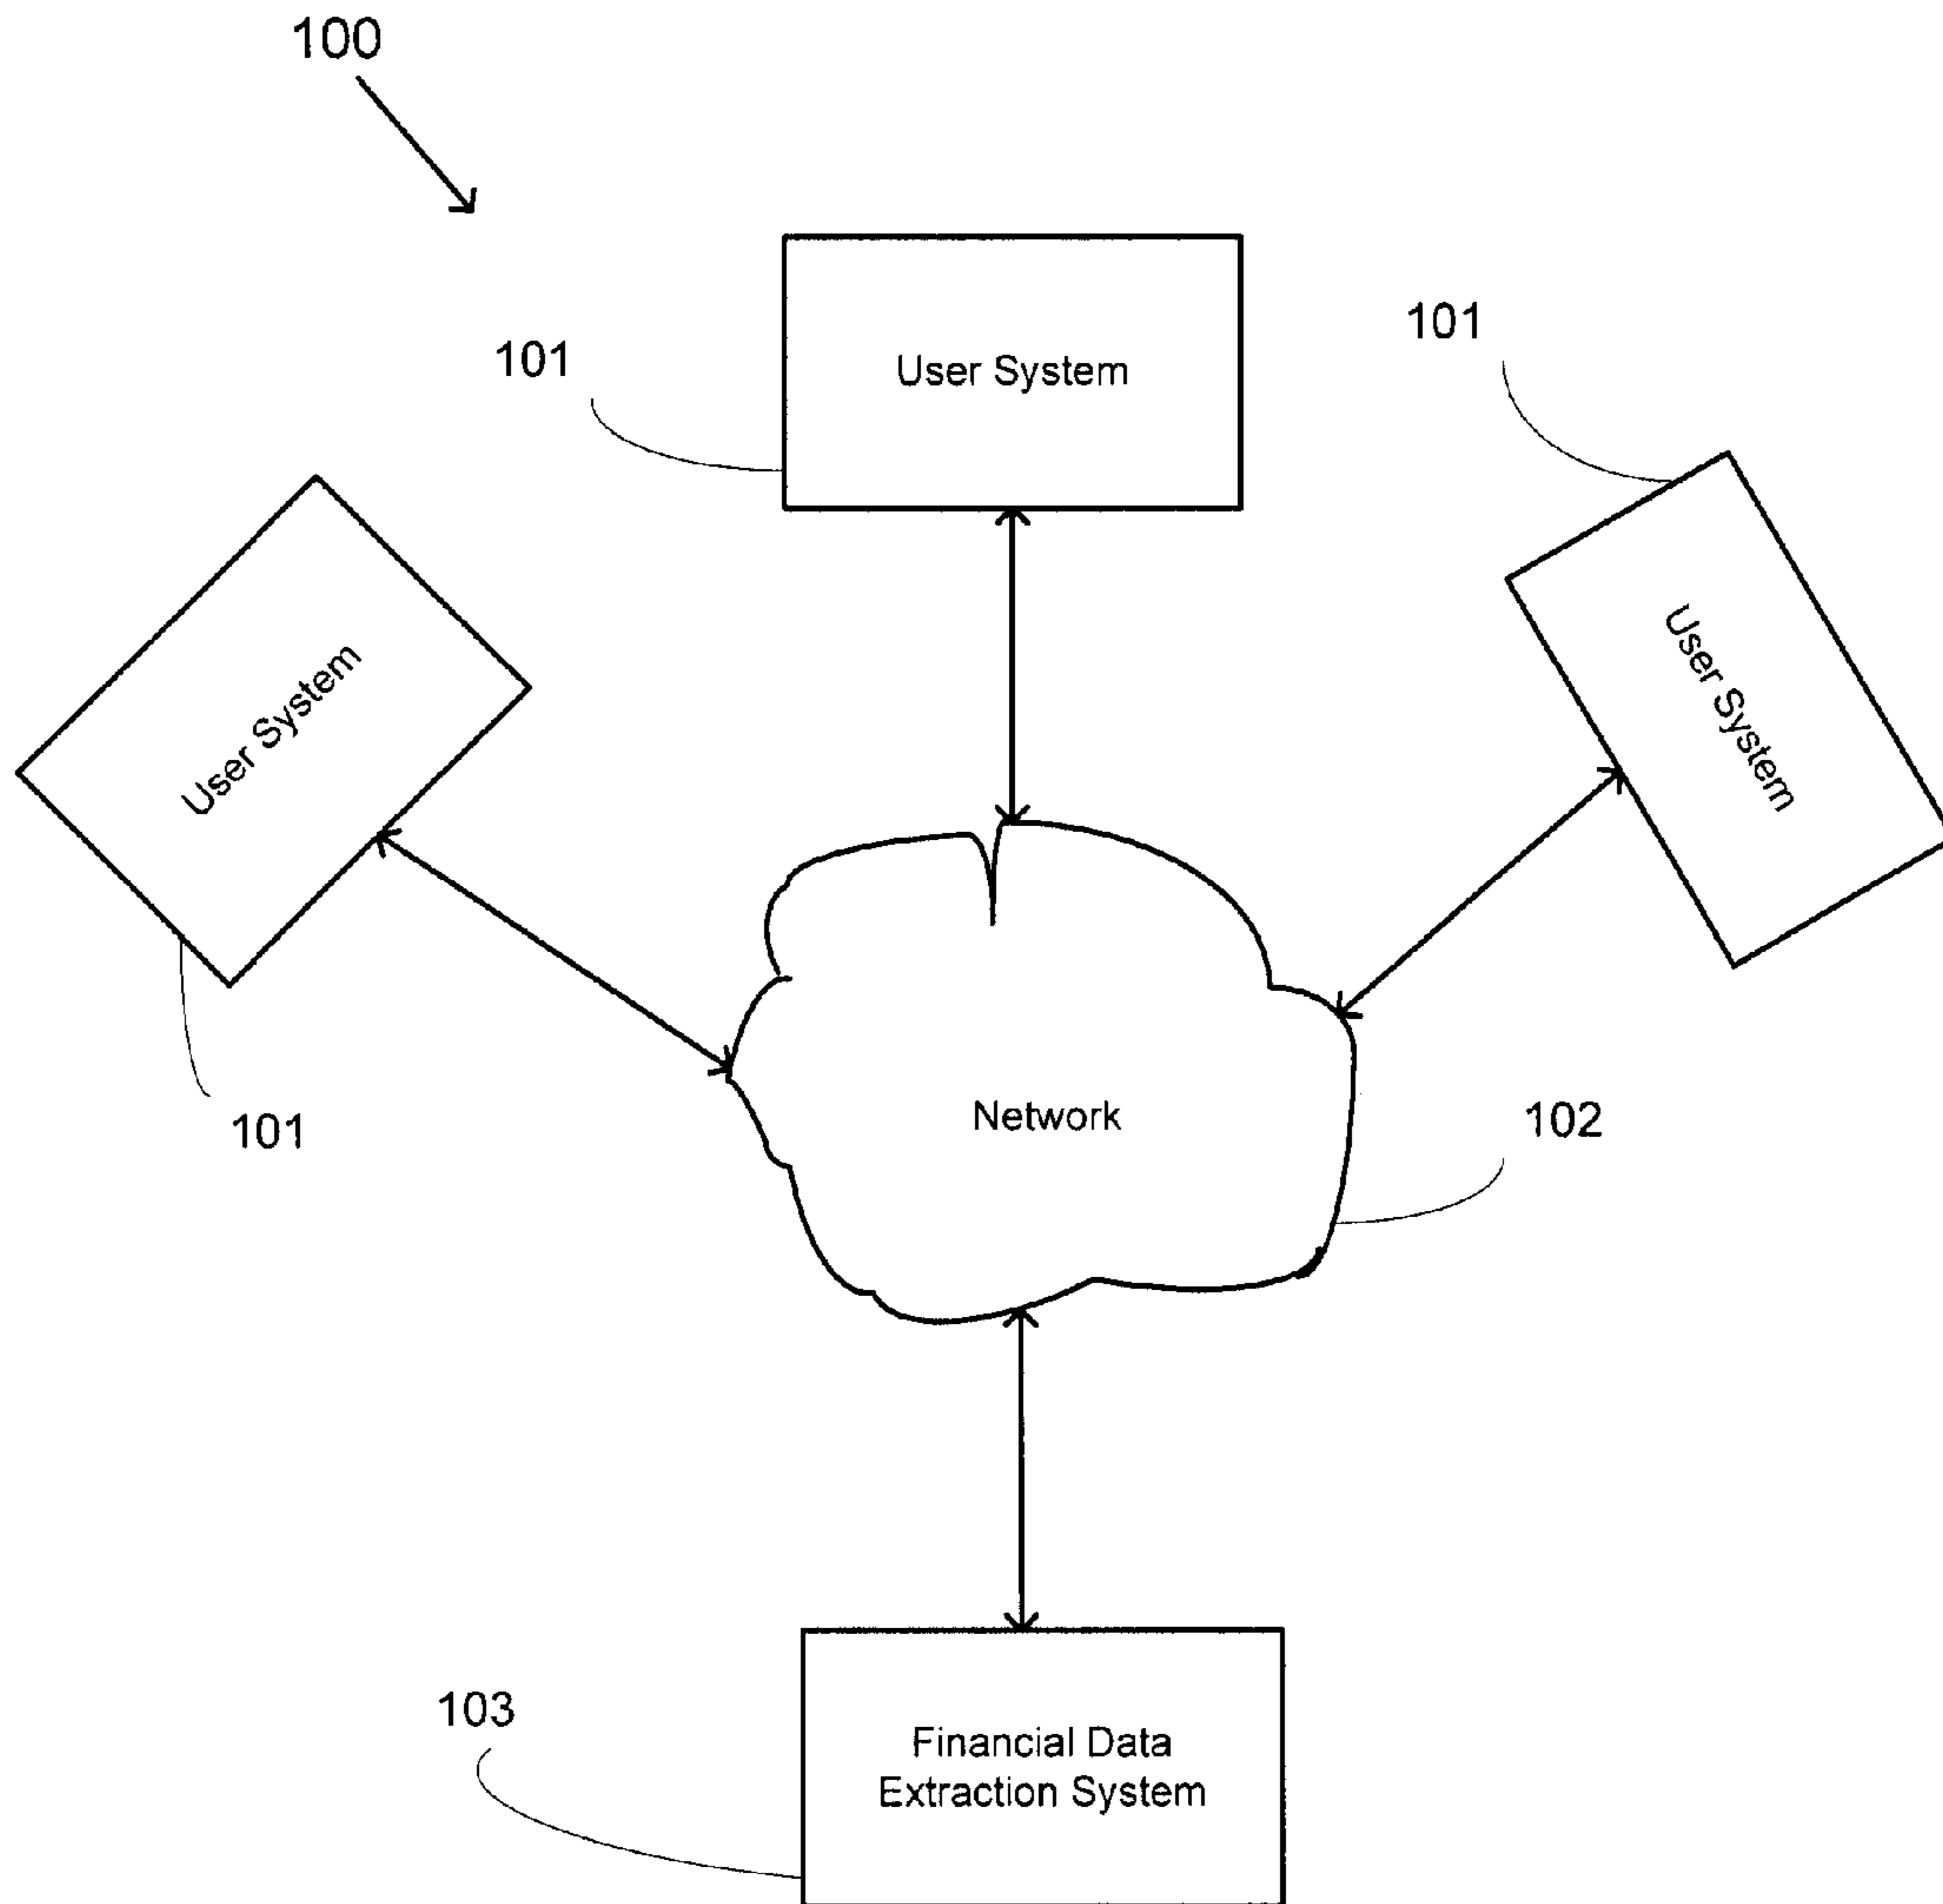 100
101
User System
101
User System
User System
101
Network
102
103
Financial Data
Extraction System